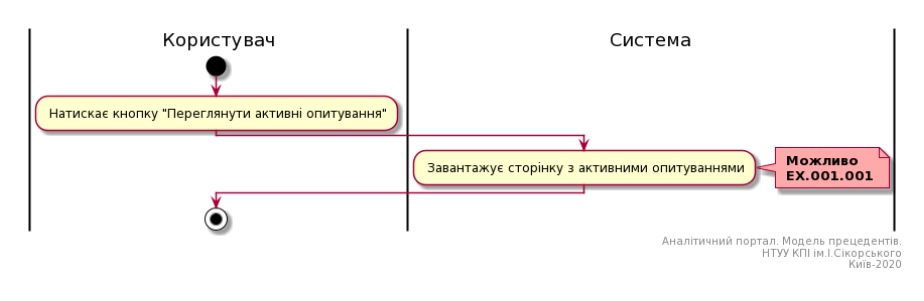 Користувач
Система
Натискає кнопку "Переглянути активні опитування"
Завантажує сторінку з активними опитуваннями
Можливо
EX.001.001
Аналітичний портал. Модель прецедентів.
НТУУ КПІ ім.І.Сікорського
Київ-2020